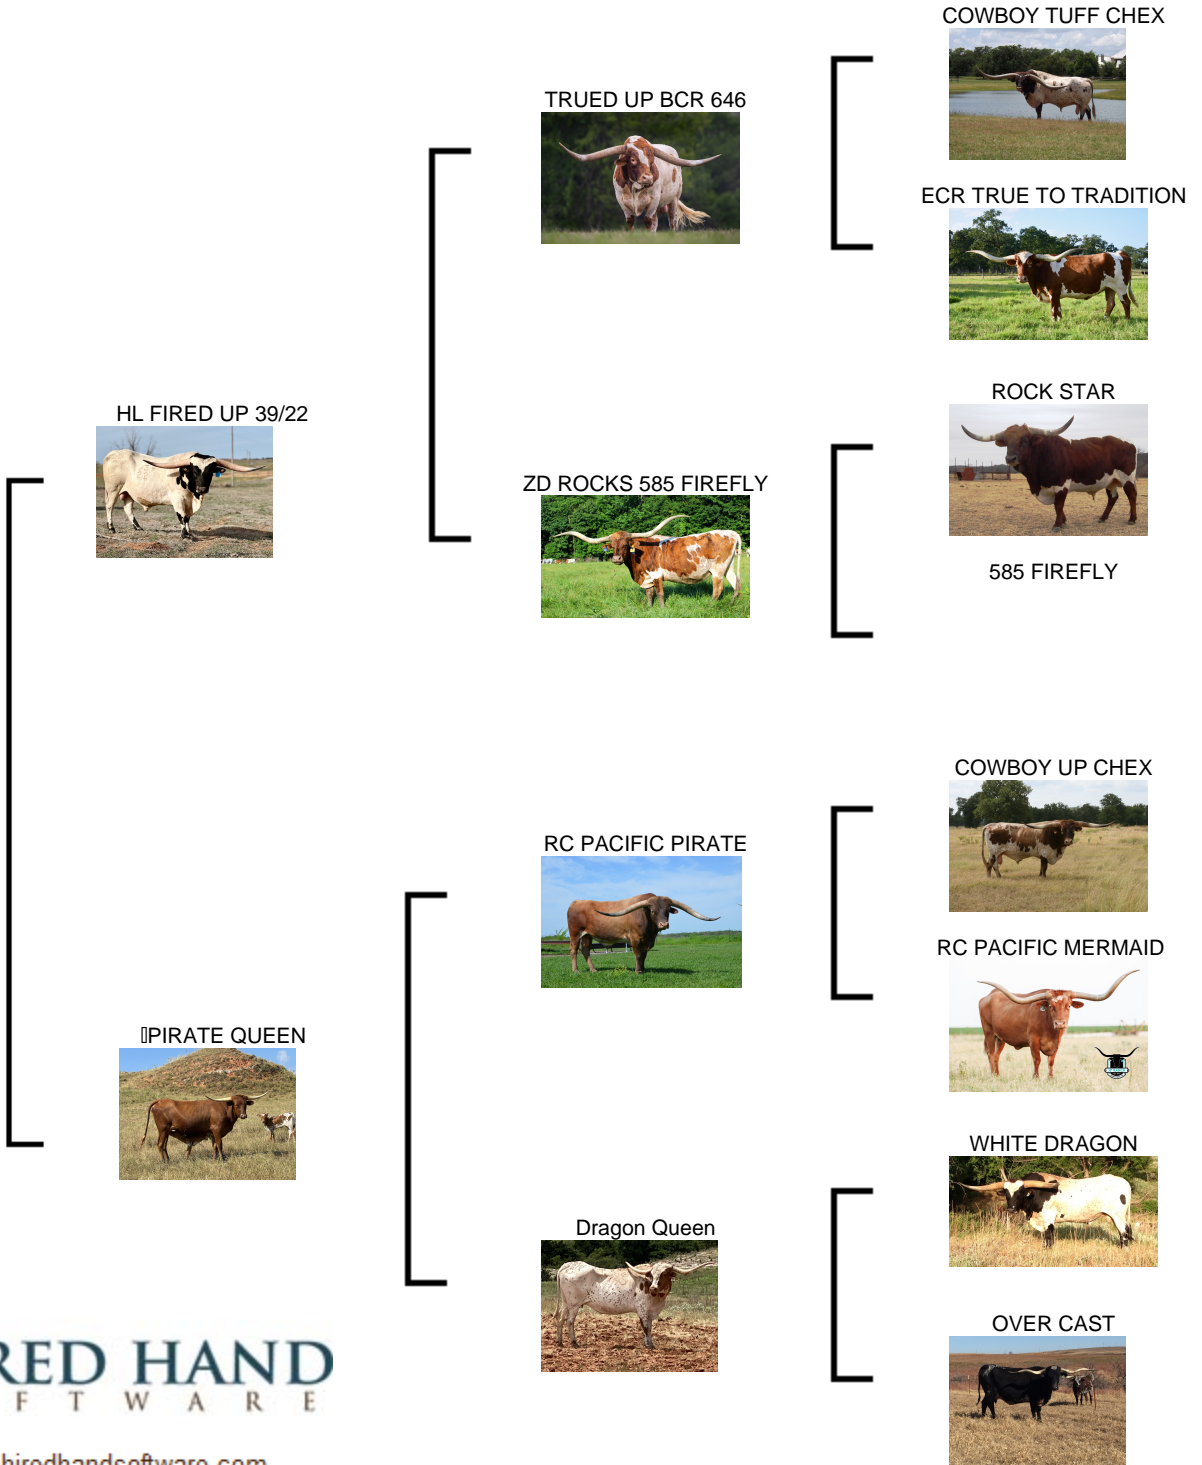 COWBOY TUFF CHEX
TRUED UP BCR 646
ECR TRUE TO TRADITION
HL FIRED UP 39/22
ROCK STAR
ZD ROCKS 585 FIREFLY
585 FIREFLY
COWBOY UP CHEX
RC PACIFIC PIRATE
RC PACIFIC MERMAID
PIRATE QUEEN
WHITE DRAGON
Dragon Queen
OVER CAST
RED HAND
F T W A R E
hiredhandsoftware.com